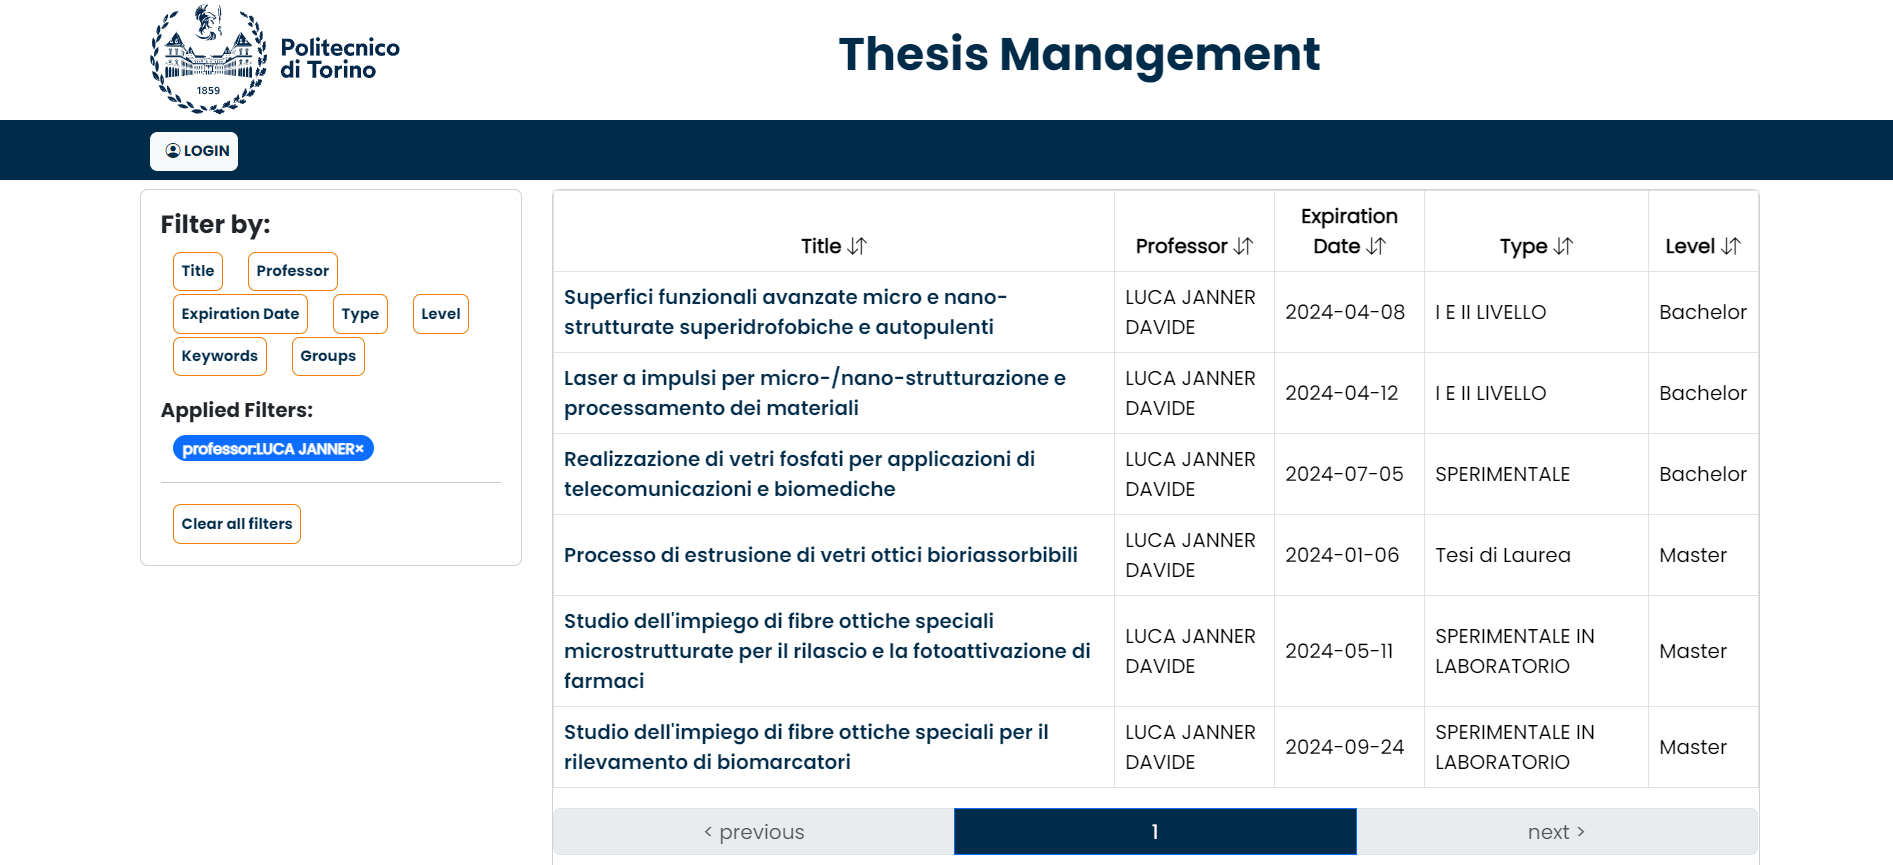 Politecnico
di Torino
1859
Thesis Management
LOGIN
Filter by:
Title Professor
Expiration Date Type Level
Keywords Groups
Applied Filters:
professor:LUCA JANNER×
Clear all filters
Title Professor Expiration Date Type Level
Superfici funzionali avanzate micro e nano-
strutturate superidrofobiche e autopulenti
LUCA JANNER
DAVIDE
2024-04-08
I E II LIVELLO
Bachelor
Laser a impulsi per micro-/nano-strutturazione e
processamento dei materiali
LUCA JANNER
DAVIDE
2024-04-12
I E II LIVELLO
Bachelor
Realizzazione di vetri fosfati per applicazioni di
telecomunicazioni e biomediche
LUCA JANNER
DAVIDE
2024-07-05
SPERIMENTALE
Bachelor
Processo di estrusione di vetri ottici bioriassorbibili
LUCA JANNER
DAVIDE
2024-01-06
Tesi di Laurea
Master
Studio dell'impiego di fibre ottiche speciali
microstrutturate per il rilascio e la fotoattivazione di
farmaci
LUCA JANNER
DAVIDE
2024-05-11
SPERIMENTALE IN
LABORATORIO
Master
Studio dell'impiego di fibre ottiche speciali per il
rilevamento di biomarcatori
LUCA JANNER
DAVIDE
2024-09-24
SPERIMENTALE IN
LABORATORIO
Master
< previous 1 next >